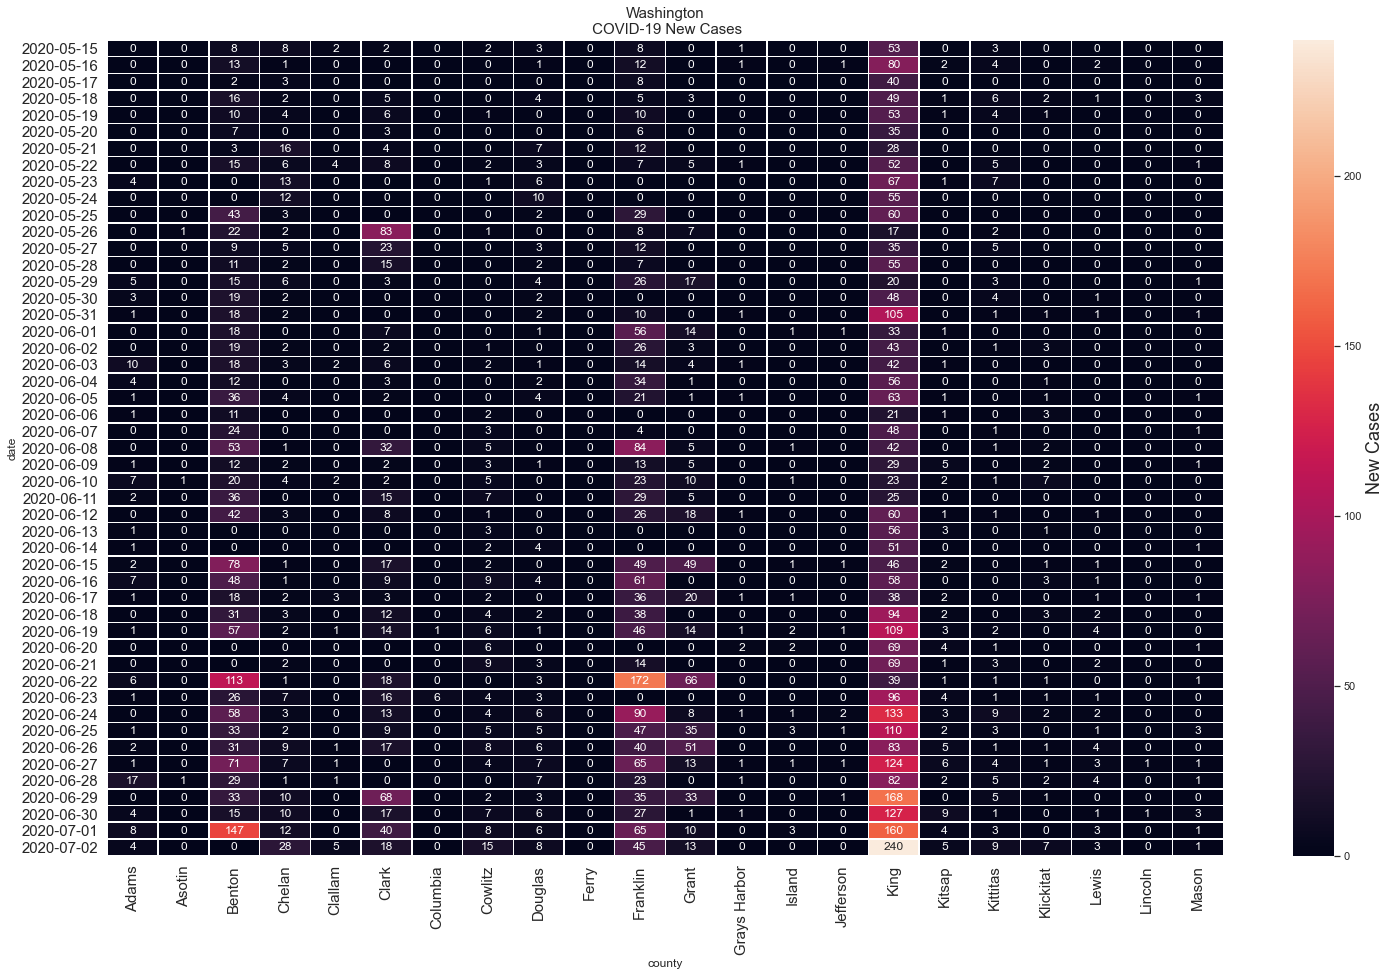 Washington
COVID-19 New Cases
2020-05-15 0 0 8 8 2 2 0 2 3 0 8 0 1 0 0 53 0 3 0 0 0 0
2020-05-16 0 0 13 1 0 0 0 0 1 0 12 0 1 0 1 80 2 4 0 2 0 0
2020-05-17 0 0 2 3 0 0 0 0 0 0 8 0 0 0 0 40 0 0 0 0 0 0
2020-05-18 0 0 16 2 0 5 0 0 4 0 5 3 0 0 0 49 1 6 2 1 0 3
2020-05-19 0 0 10 4 0 6 0 1 0 0 10 0 0 0 0 53 1 4 1 0 0 0
2020-05-20 0 0 7 0 0 3 0 0 0 0 6 0 0 0 0 35 0 0 0 0 0 0
2020-05-21 0 0 3 16 0 4 0 0 7 0 12 0 0 0 0 28 0 0 0 0 0 0
2020-05-22 0 0 15 6 4 8 0 2 3 0 7 5 1 0 0 52 0 5 0 0 0 1
2020-05-23 4 0 0 13 0 0 0 1 6 0 0 0 0 0 0 67 1 7 0 0 0 0
2020-05-24 0 0 0 12 0 0 0 0 10 0 0 0 0 0 0 55 0 0 0 0 0 0
2020-05-25 0 0 43 3 0 0 0 0 2 0 29 0 0 0 0 60 0 0 0 0 0 0
2020-05-26 0 1 22 2 0 83 0 1 0 0 8 7 0 0 0 17 0 2 0 0 0 0
2020-05-27 0 0 9 5 0 23 0 0 3 0 12 0 0 0 0 35 0 5 0 0 0 0
2020-05-28 0 0 11 2 0 15 0 0 2 0 7 0 0 0 0 55 0 0 0 0 0 0
2020-05-29 5 0 15 6 0 3 0 0 4 0 26 17 0 0 0 20 0 3 0 0 0 1
2020-05-30 3 0 19 2 0 0 0 0 2 0 0 0 0 0 0 48 0 4 0 1 0 0
2020-05-31 1 0 18 2 0 0 0 0 2 0 10 0 1 0 0 105 0 1 1 1 0 1
2020-06-01 0 0 18 0 0 7 0 0 1 0 56 14 0 1 1 33 1 0 0 0 0 0
2020-06-02 0 0 19 2 0 2 0 1 0 0 26 3 0 0 0 43 0 1 3 0 0 0
2020-06-03 10 0 18 3 2 6 0 2 1 0 14 4 1 0 0 42 1 0 0 0 0 0
2020-06-04 4 0 12 0 0 3 0 0 2 0 34 1 0 0 0 56 0 0 1 0 0 0
2020-06-05 1 0 36 4 0 2 0 0 4 0 21 1 1 0 0 63 1 0 1 0 0 1
2020-06-06 1 0 11 0 0 0 0 2 0 0 0 0 0 0 0 21 1 0 3 0 0 0
2020-06-07 0 0 24 0 0 0 0 3 0 0 4 0 0 0 0 48 0 1 0 0 0 1
2020-06-08 0 0 53 1 0 32 0 5 0 0 84 5 0 1 0 42 0 1 2 0 0 0
2020-06-09 1 0 12 2 0 2 0 3 1 0 13 5 0 0 0 29 5 0 2 0 0 1
2020-06-10 7 1 20 4 2 2 0 5 0 0 23 10 0 1 0 23 2 1 7 0 0 0
2020-06-11 2 0 36 0 0 15 0 7 0 0 29 5 0 0 0 25 0 0 0 0 0 0
2020-06-12 0 0 42 3 0 8 0 1 0 0 26 18 1 0 0 60 1 1 0 1 0 0
2020-06-13 1 0 0 0 0 0 0 3 0 0 0 0 0 0 0 56 3 0 1 0 0 0
2020-06-14 1 0 0 0 0 0 0 2 4 0 0 0 0 0 0 51 0 0 0 0 0 1
2020-06-15 2 0 78 1 0 17 0 2 0 0 49 49 0 1 1 46 2 0 1 1 0 0
2020-06-16 7 0 48 1 0 9 0 9 4 0 61 0 0 0 0 58 0 0 3 1 0 0
2020-06-17 1 0 18 2 3 3 0 2 0 0 36 20 1 1 0 38 2 0 0 1 0 1
2020-06-18 0 0 31 3 0 12 0 4 2 0 38 0 0 0 0 94 2 0 3 2 0 0
2020-06-19 1 0 57 2 1 14 1 6 1 0 46 14 1 2 1 109 3 2 0 4 0 0
2020-06-20 0 0 0 0 0 0 0 6 0 0 0 0 2 2 0 69 4 1 0 0 0 1
2020-06-21 0 0 0 2 0 0 0 9 3 0 14 0 0 0 0 69 1 3 0 2 0 0
2020-06-22 6 0 113 1 0 18 0 0 3 0 172 66 0 0 0 39 1 1 1 0 0 1
2020-06-23 1 0 26 7 0 16 6 4 3 0 0 0 0 0 0 96 4 1 1 1 0 0
2020-06-24 0 0 58 3 0 13 0 4 6 0 90 8 1 1 2 133 3 9 2 2 0 0
2020-06-25 1 0 33 2 0 9 0 5 5 0 47 35 0 3 1 110 2 3 0 1 0 3
2020-06-26 2 0 31 9 1 17 0 8 6 0 40 51 0 0 0 83 5 1 1 4 0 0
2020-06-27 1 0 71 7 1 0 0 4 7 0 65 13 1 1 0 124 6 4 1 3 1 1
2020-06-28 17 1 29 1 1 0 0 0 7 0 23 0 1 0 0 82 2 5 2 4 0 1
2020-06-29 0 0 33 10 0 68 0 2 3 0 35 33 0 0 1 168 0 5 1 0 0 0
2020-06-30 4 0 15 10 0 17 0 7 6 0 27 1 1 0 0 127 9 1 0 1 1 3
2020-07-01 8 0 147 12 0 40 0 8 6 0 65 10 0 3 0 160 4 3 0 3 0 1
2020-07-02 4 0 0 28 5 18 0 15 8 0 45 13 0 0 0 240 5 9 7 3 0 1
date
Adams Asotin Benton Chelan Clallam Clark Columbia Cowlitz Douglas Ferry Franklin Grant Grays Harbor Island Jefferson King Kitsap Kittitas Klickitat Lewis Lincoln Mason
county
200
150
100
50
0
New Cases